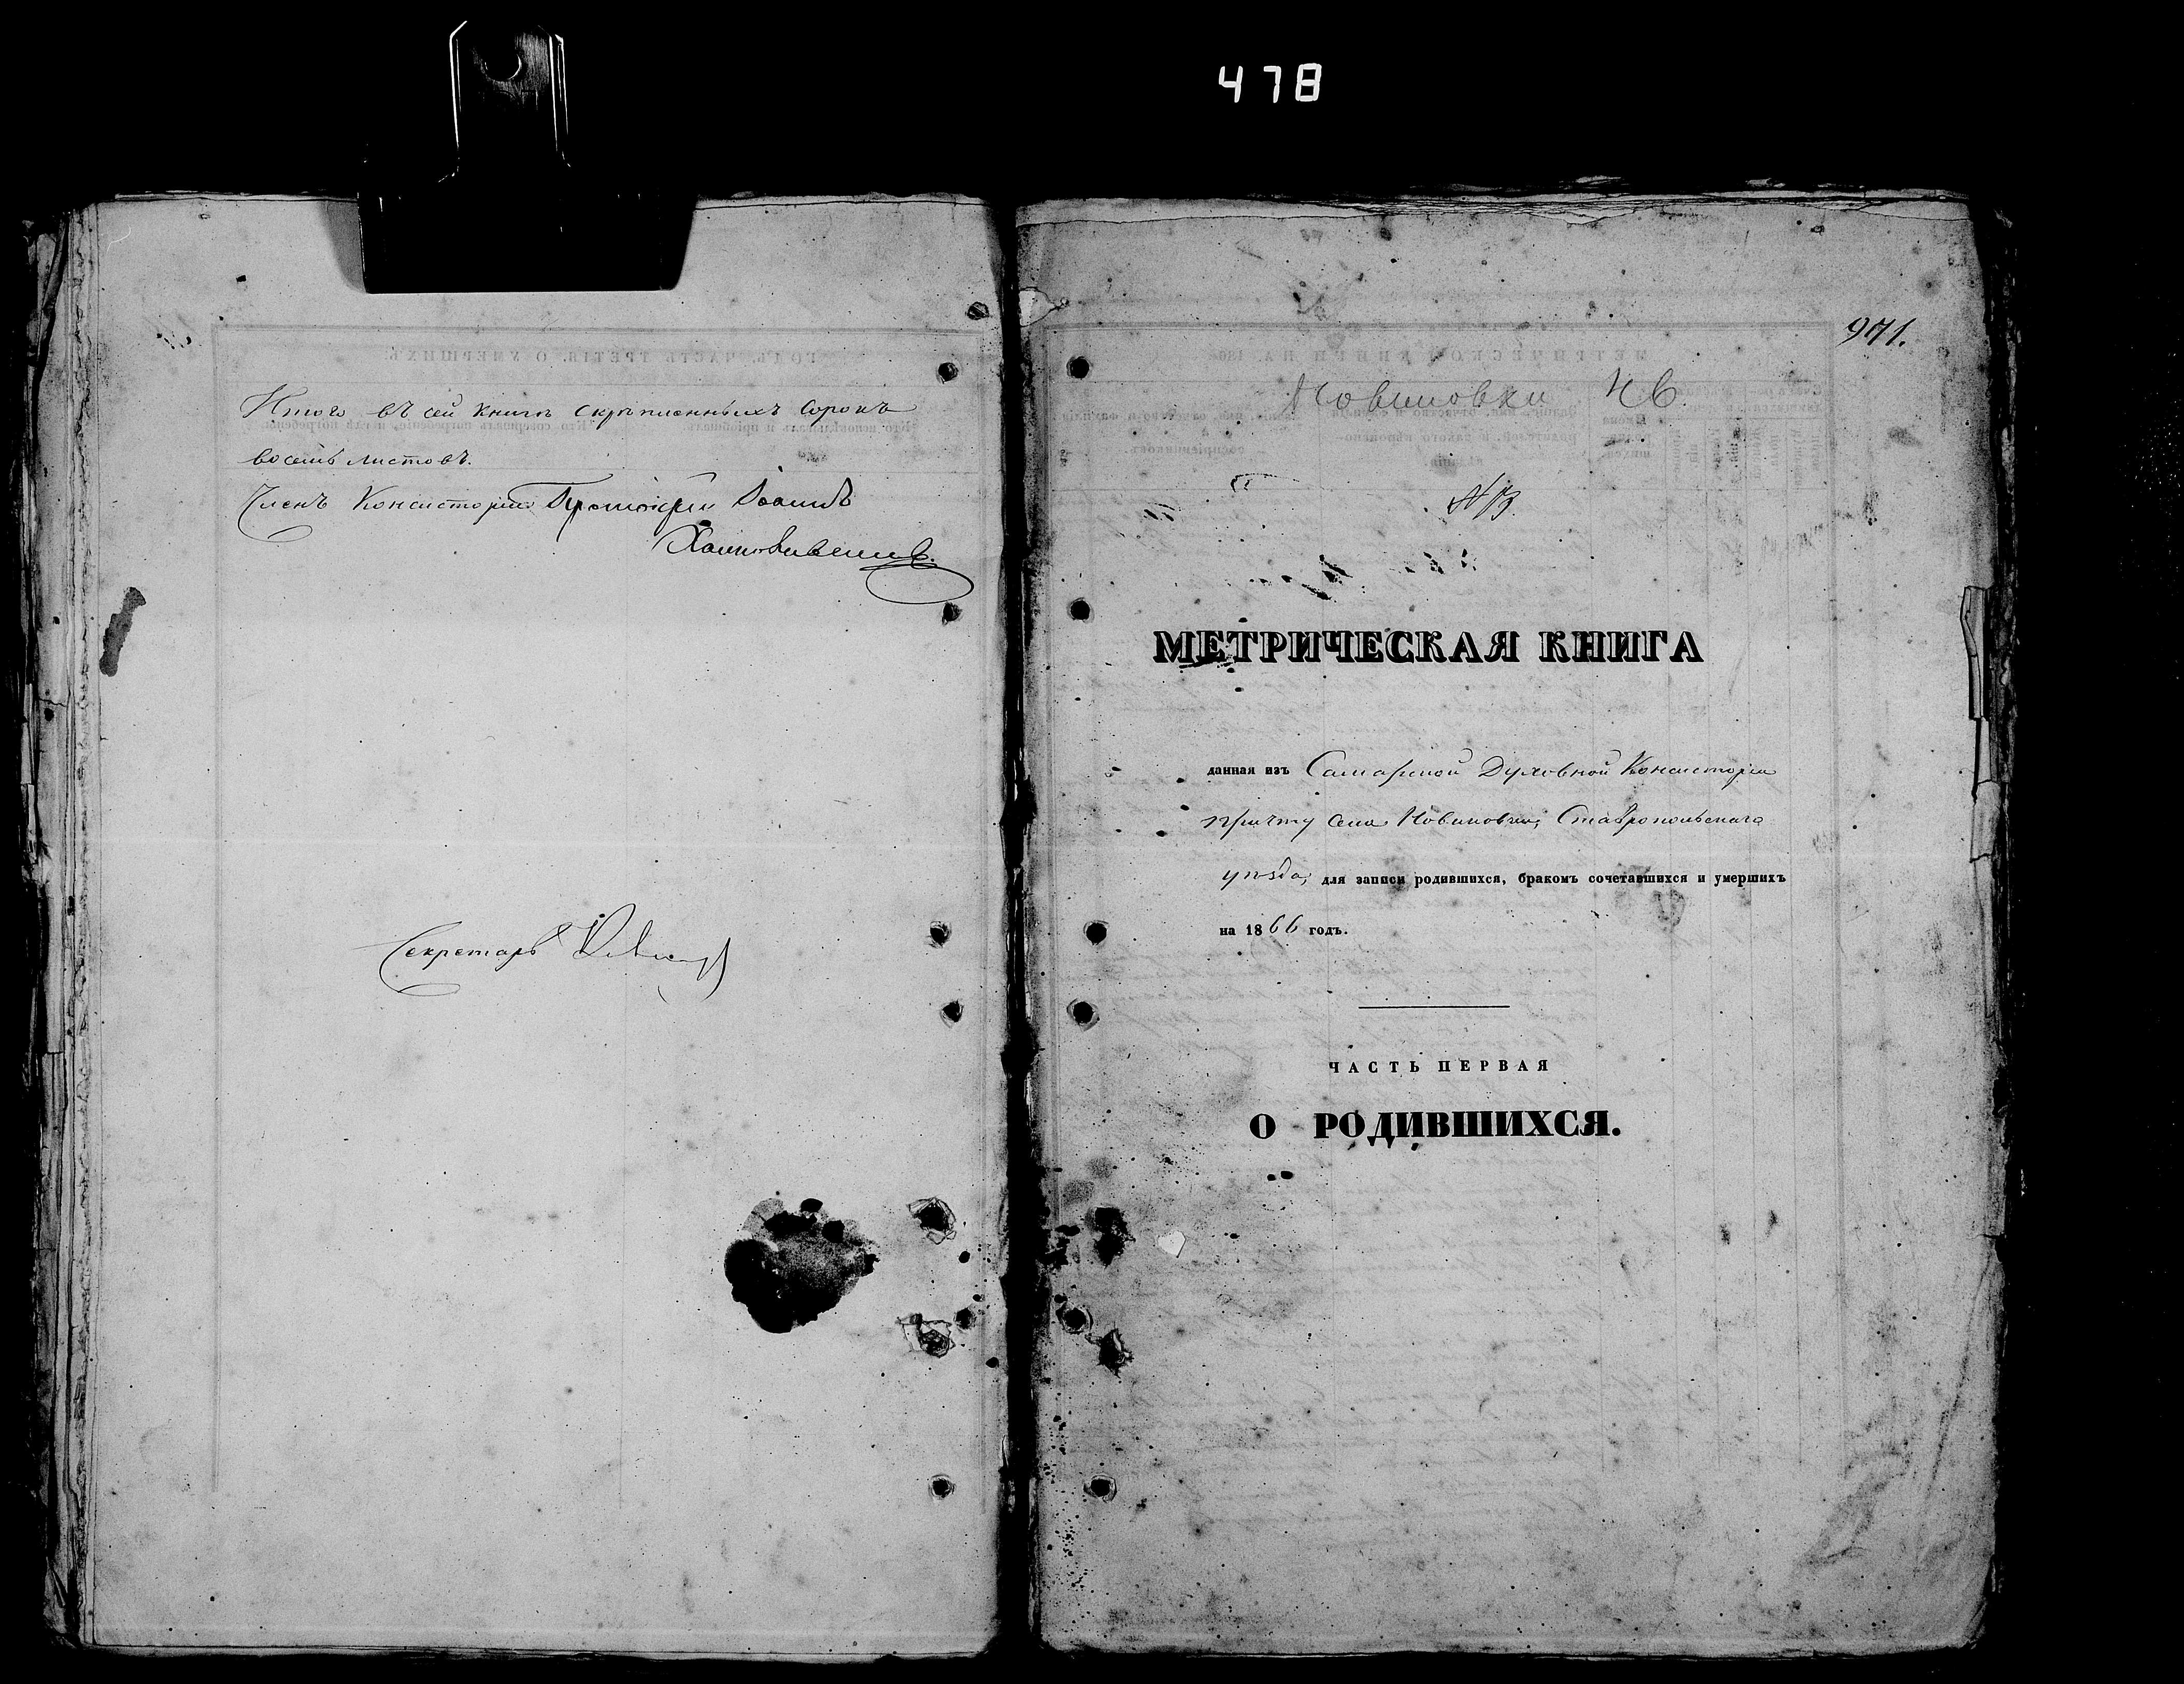 478
Итого въ сей книгѣ скрѣпленныхъ сорокъ
восемь листовъ.
Членъ Консисторіи Протоіерей Іоаннъ
Секретарь
971.
Новиновки
МЕТРИЧЕСКАЯ КНИГА
данная изъ Самарской Духовной Консисторіи
причту села Новиновки, Ставропольскаго
уѣзда, для записи родившихся, бракомъ сочетавшихся и умершихъ
на 1866 годъ.
ЧАСТЬ ПЕРВАЯ
О РОДИВШИХСЯ.